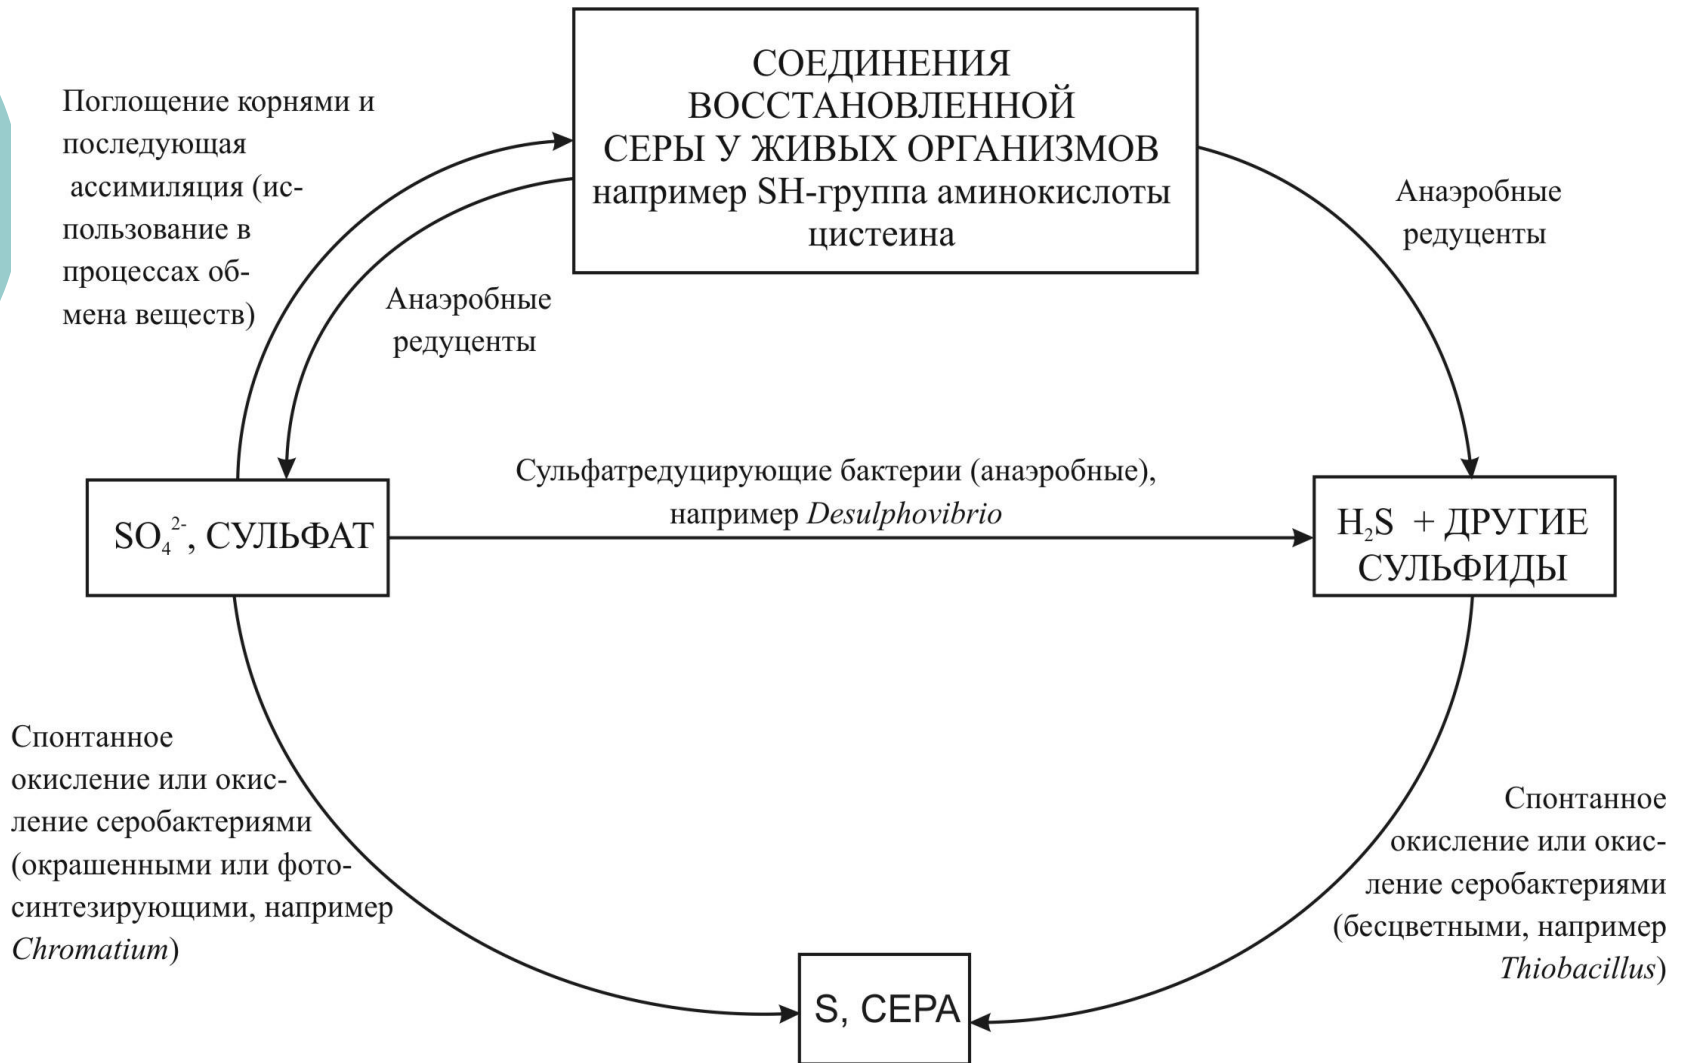 СОЕДИНЕНИЯ
ВОССТАНОВЛЕННОЙ
СЕРЫ У ЖИВЫХ ОРГАНИЗМОВ
например SH-группа аминокислоты
цистеина
Поглощение корнями и
последующая
ассимиляция (ис-
пользование в
процессах об-
мена веществ)
Анаэробные
редуценты
Анаэробные
редуценты
SO₄²⁻, СУЛЬФАТ
Сульфатредуцирующие бактерии (анаэробные),
например Desulphovibrio
H₂S + ДРУГИЕ
СУЛЬФИДЫ
Спонтанное
окисление или окис-
ление серобактериями
(окрашенными или фото-
синтезирующими, например
Chromatium)
Спонтанное
окисление или окис-
ление серобактериями
(бесцветными, например
Thiobacillus)
S, СЕРА